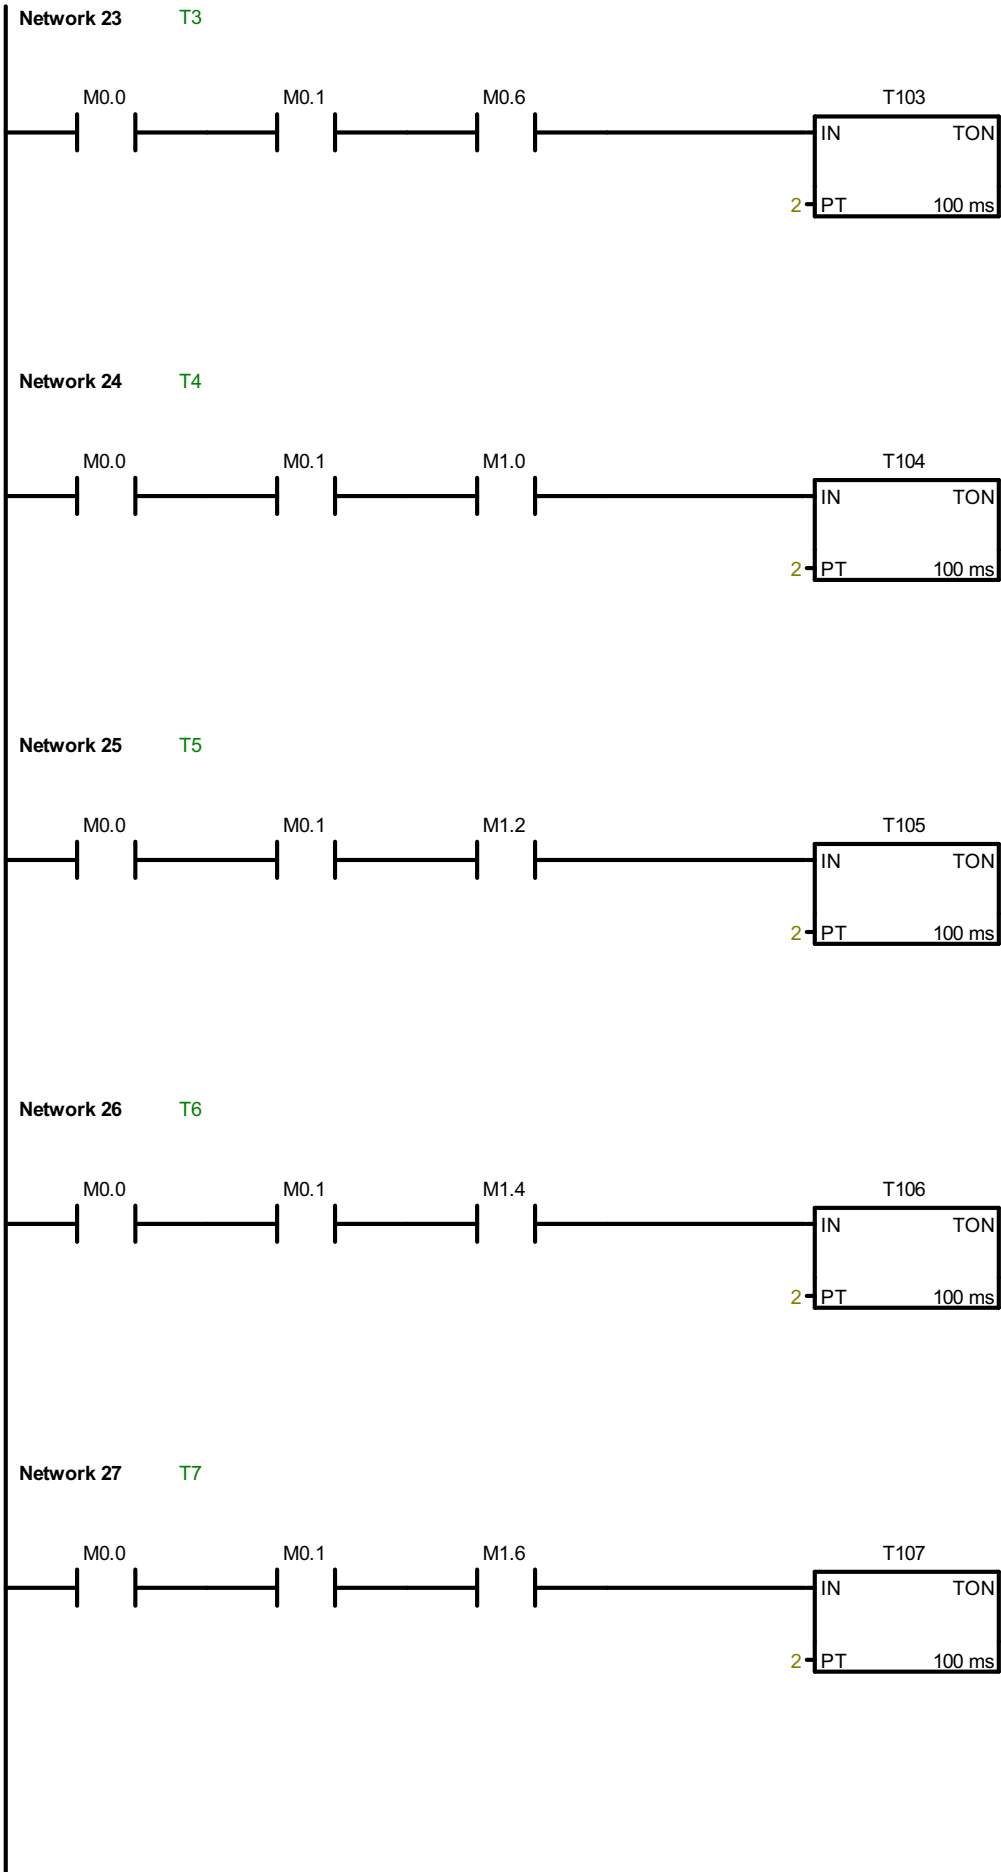 Network 23 T3
M0.0 M0.1 M0.6 T103
IN TON
2 PT 100 ms
Network 24 T4
M0.0 M0.1 M1.0 T104
IN TON
2 PT 100 ms
Network 25 T5
M0.0 M0.1 M1.2 T105
IN TON
2 PT 100 ms
Network 26 T6
M0.0 M0.1 M1.4 T106
IN TON
2 PT 100 ms
Network 27 T7
M0.0 M0.1 M1.6 T107
IN TON
2 PT 100 ms